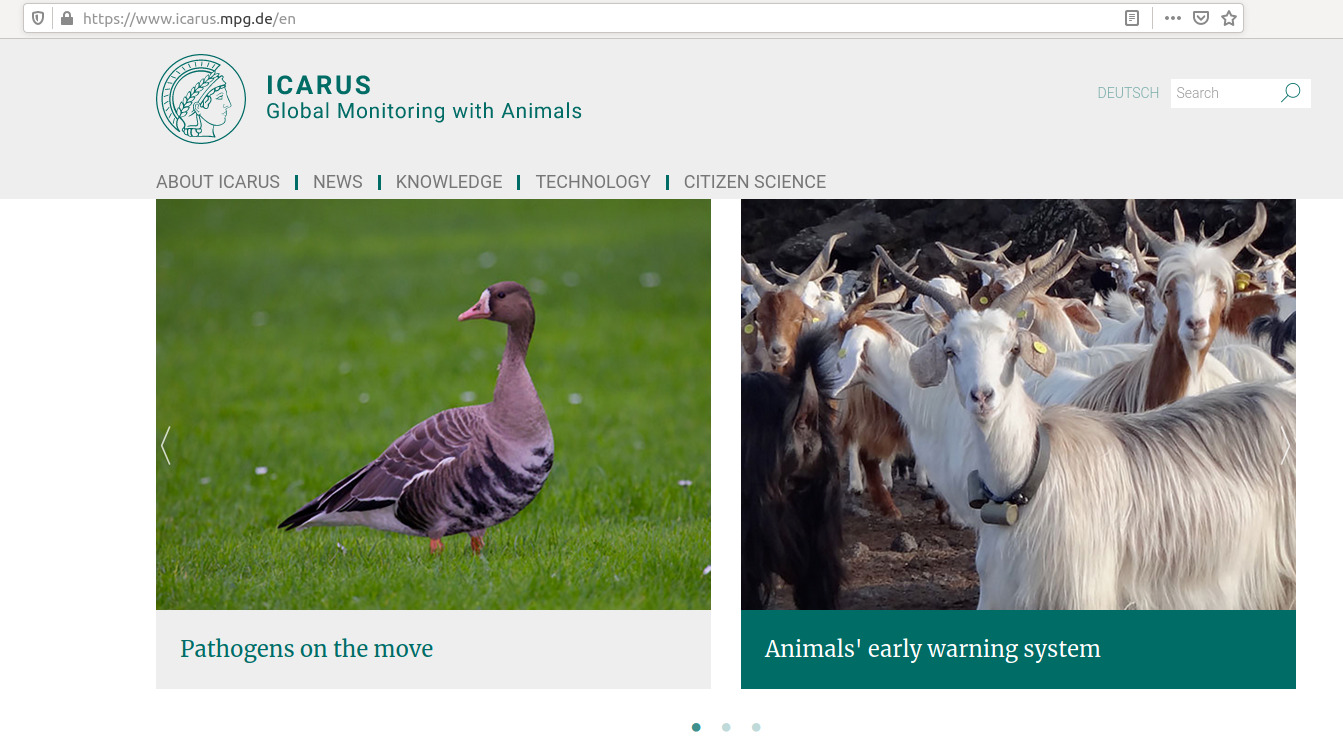 https://www.icarus.mpg.de/en
ICARUS
Global Monitoring with Animals
DEUTSCH
Search
ABOUT ICARUS NEWS KNOWLEDGE TECHNOLOGY CITIZEN SCIENCE
Pathogens on the move
Animals' early warning system